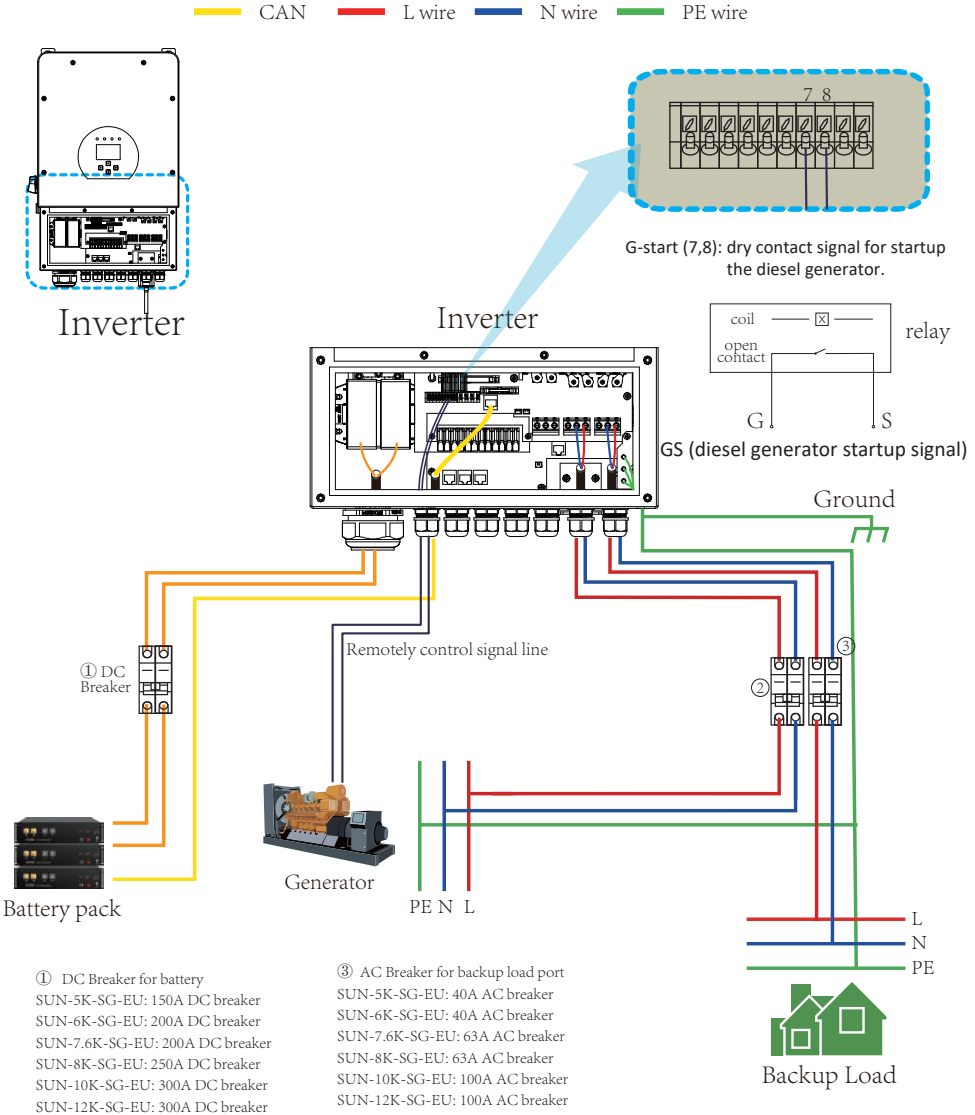 CAN L wire N wire PE wire
7 8
G-start (7,8): dry contact signal for startup
the diesel generator.
Inverter
Inverter
coil
open
contact
relay
G S
GS (diesel generator startup signal)
Ground
Remotely control signal line
① DC
Breaker
②
③
Generator
Battery pack
PE N L
L
N
PE
Backup Load
① DC Breaker for battery
SUN-5K-SG-EU: 150A DC breaker
SUN-6K-SG-EU: 200A DC breaker
SUN-7.6K-SG-EU: 200A DC breaker
SUN-8K-SG-EU: 250A DC breaker
SUN-10K-SG-EU: 300A DC breaker
SUN-12K-SG-EU: 300A DC breaker
③ AC Breaker for backup load port
SUN-5K-SG-EU: 40A AC breaker
SUN-6K-SG-EU: 40A AC breaker
SUN-7.6K-SG-EU: 63A AC breaker
SUN-8K-SG-EU: 63A AC breaker
SUN-10K-SG-EU: 100A AC breaker
SUN-12K-SG-EU: 100A AC breaker